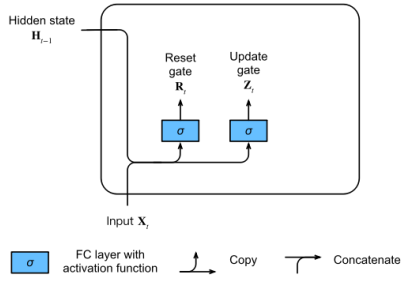 Hidden state
H_{t−1}
Reset
gate
R_t
Update
gate
Z_t
σ
σ
Input X_t
σ
FC layer with
activation function
Copy
Concatenate